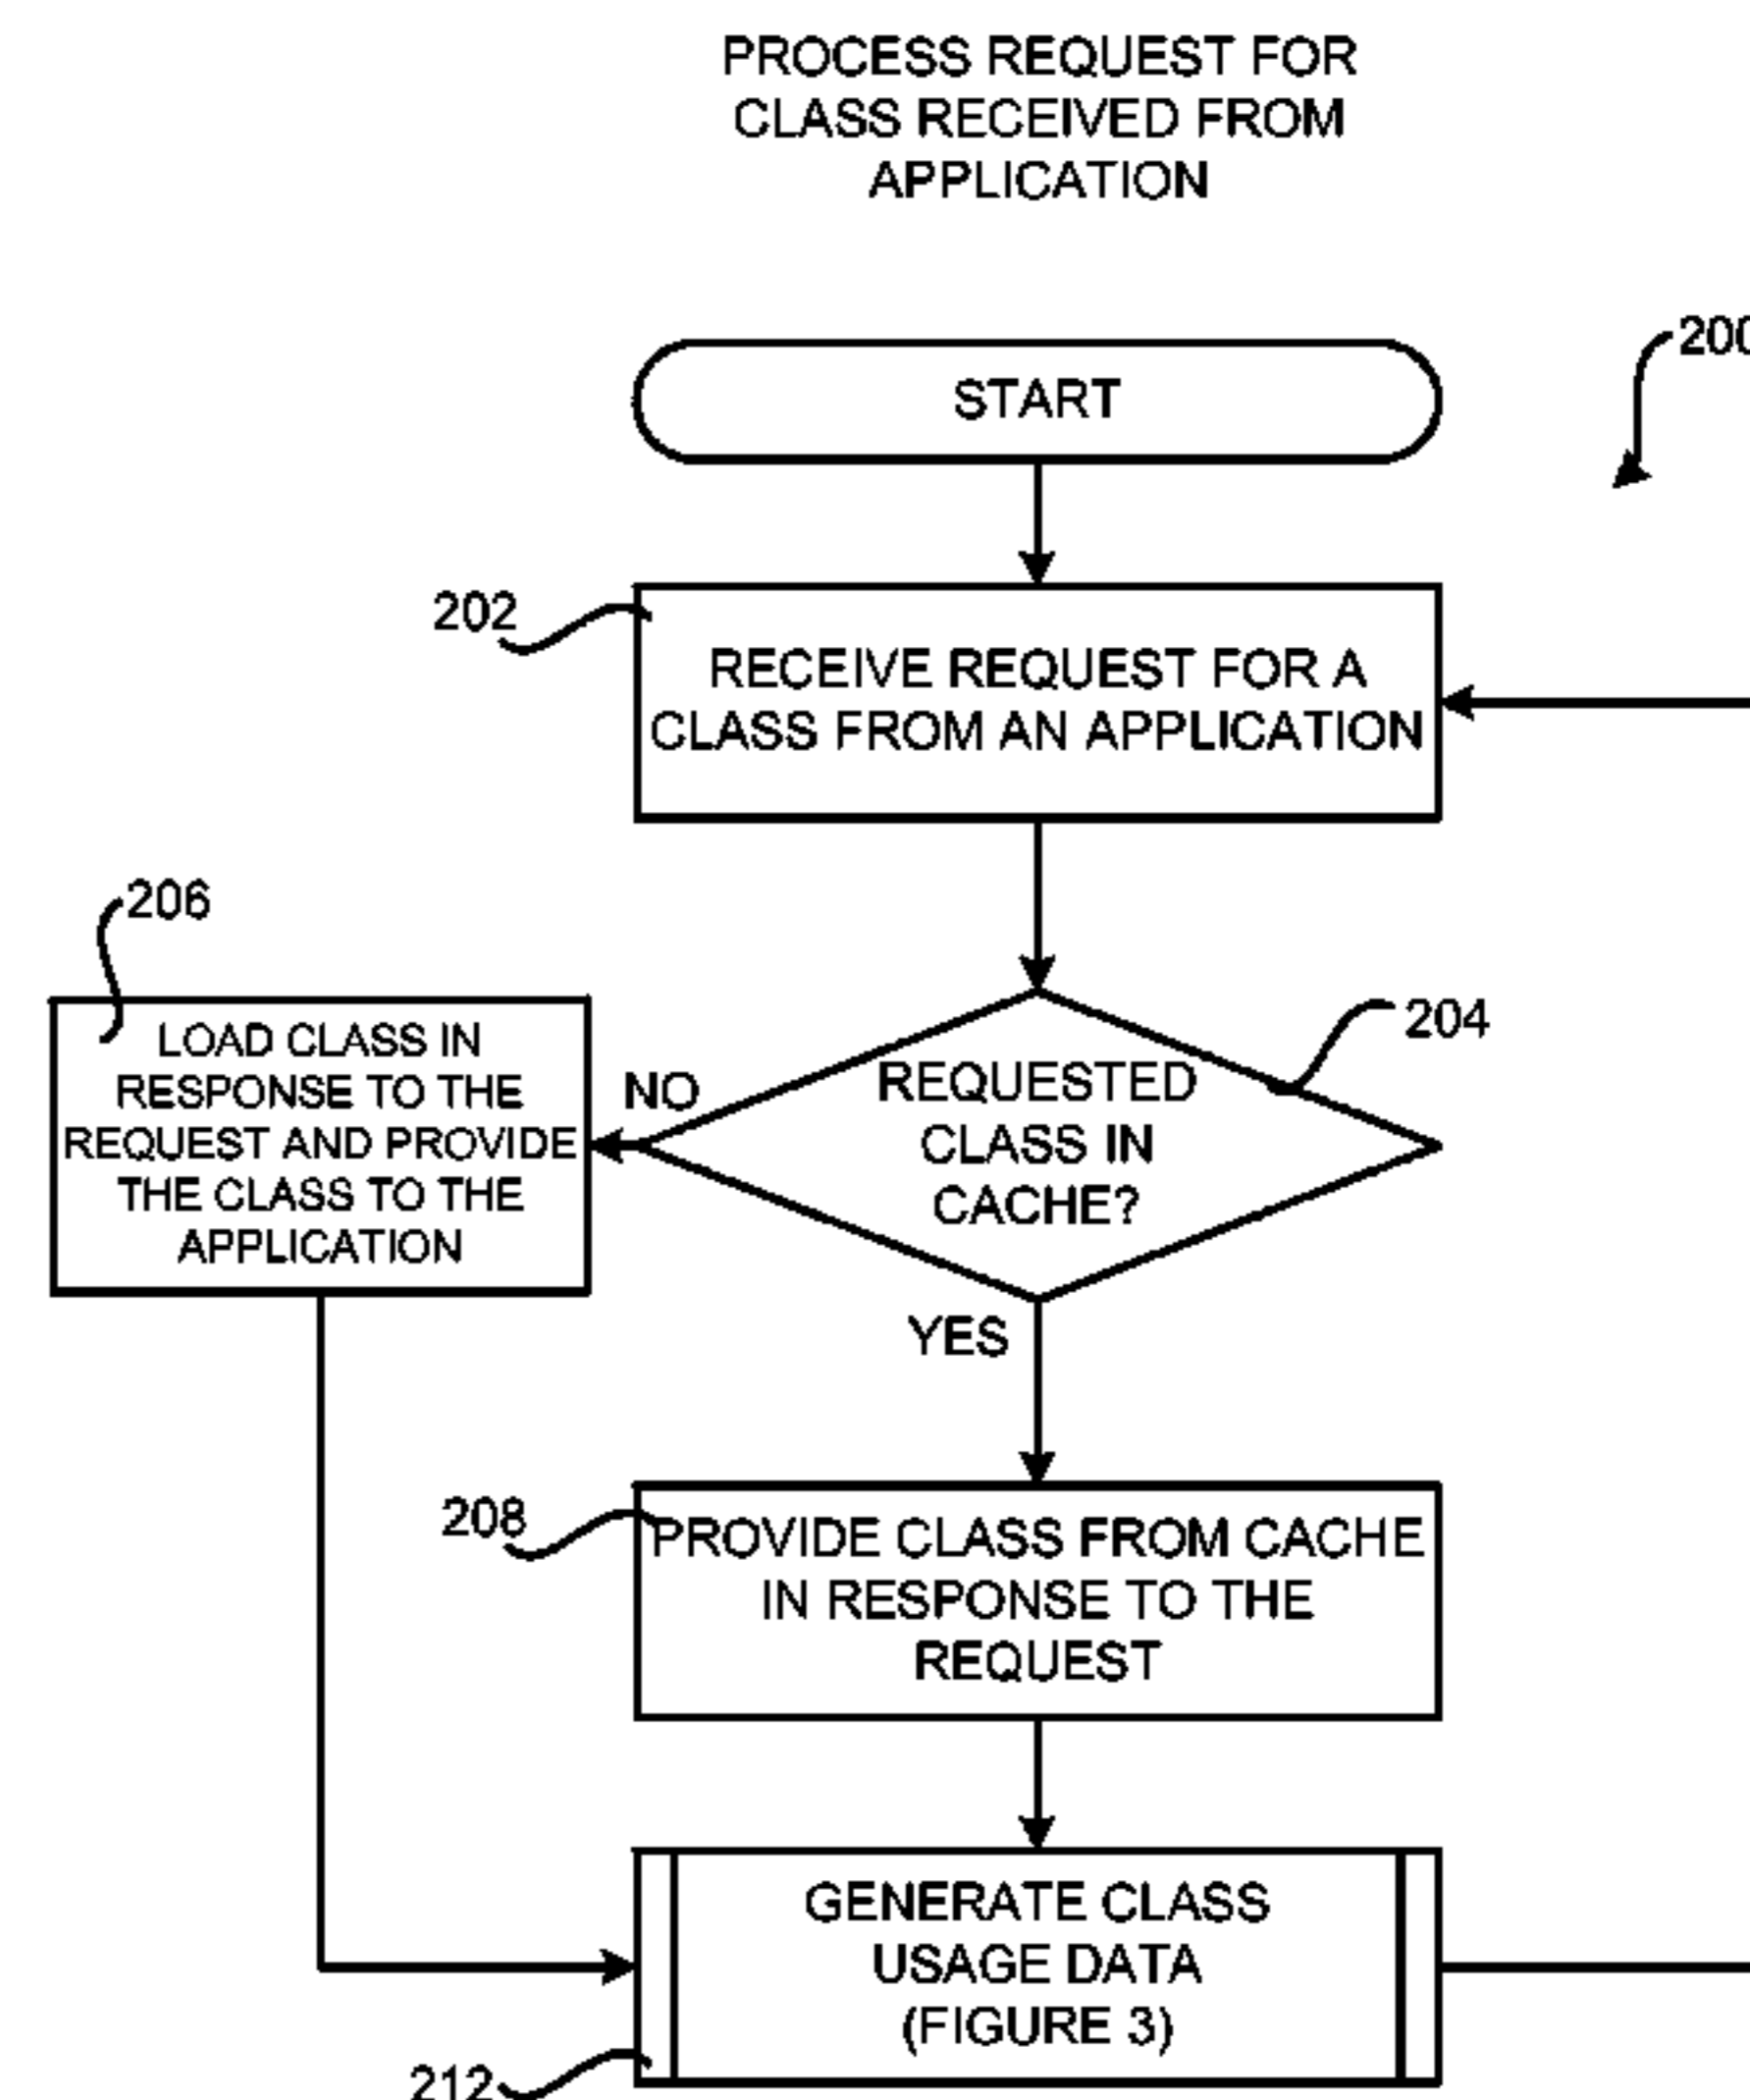 PROCESS REQUEST FOR
CLASS RECEIVED FROM
APPLICATION
200
START
202
RECEIVE REQUEST FOR A
CLASS FROM AN APPLICATION
206
LOAD CLASS IN
RESPONSE TO THE
REQUEST AND PROVIDE
THE CLASS TO THE
APPLICATION
NO
REQUESTED
CLASS IN
CACHE?
204
YES
208
PROVIDE CLASS FROM CACHE
IN RESPONSE TO THE
REQUEST
GENERATE CLASS
USAGE DATA
(FIGURE 3)
212